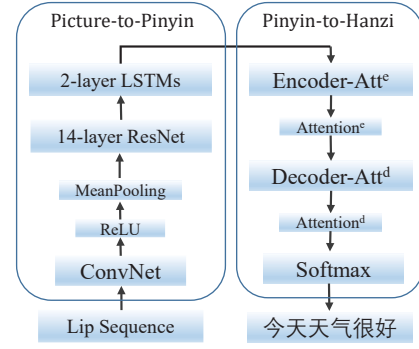 Picture-to-Pinyin
2-layer LSTMs
14-layer ResNet
MeanPooling
ReLU
ConvNet
Lip Sequence
Pinyin-to-Hanzi
Encoder-Attᵉ
Attentionᵉ
Decoder-Attᵈ
Attentionᵈ
Softmax
今天天气很好